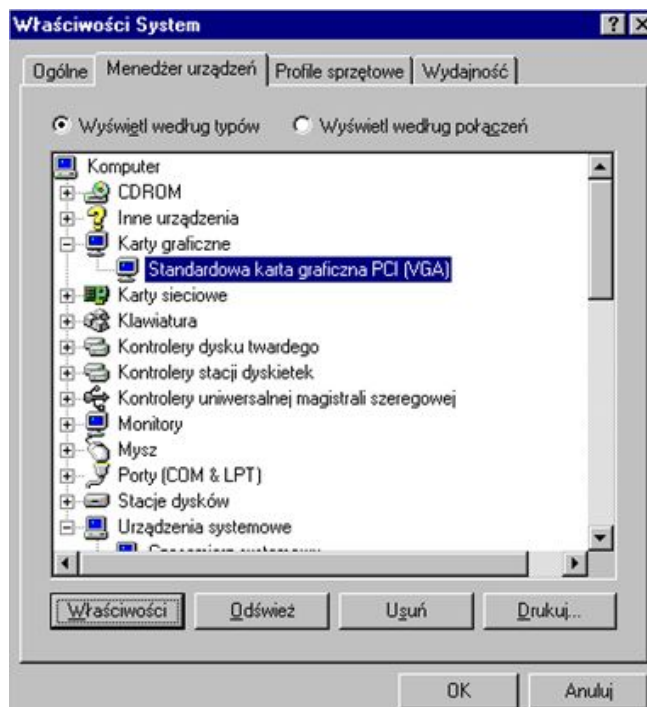 Właściwości System
Ogólne Menedżer urządzeń Profile sprzętowe Wydajność
Wyświetl według typów Wyświetl według połączeń
Komputer
CDROM
Inne urządzenia
Karty graficzne
Standardowa karta graficzna PCI (VGA)
Karty sieciowe
Klawiatura
Kontrolery dysku twardego
Kontrolery stacji dyskietek
Kontrolery uniwersalnej magistrali szeregowej
Monitory
Mysz
Porty (COM & LPT)
Stacje dysków
Urządzenia systemowe
Właściwości Odśwież Usuń Drukuj...
OK Anuluj